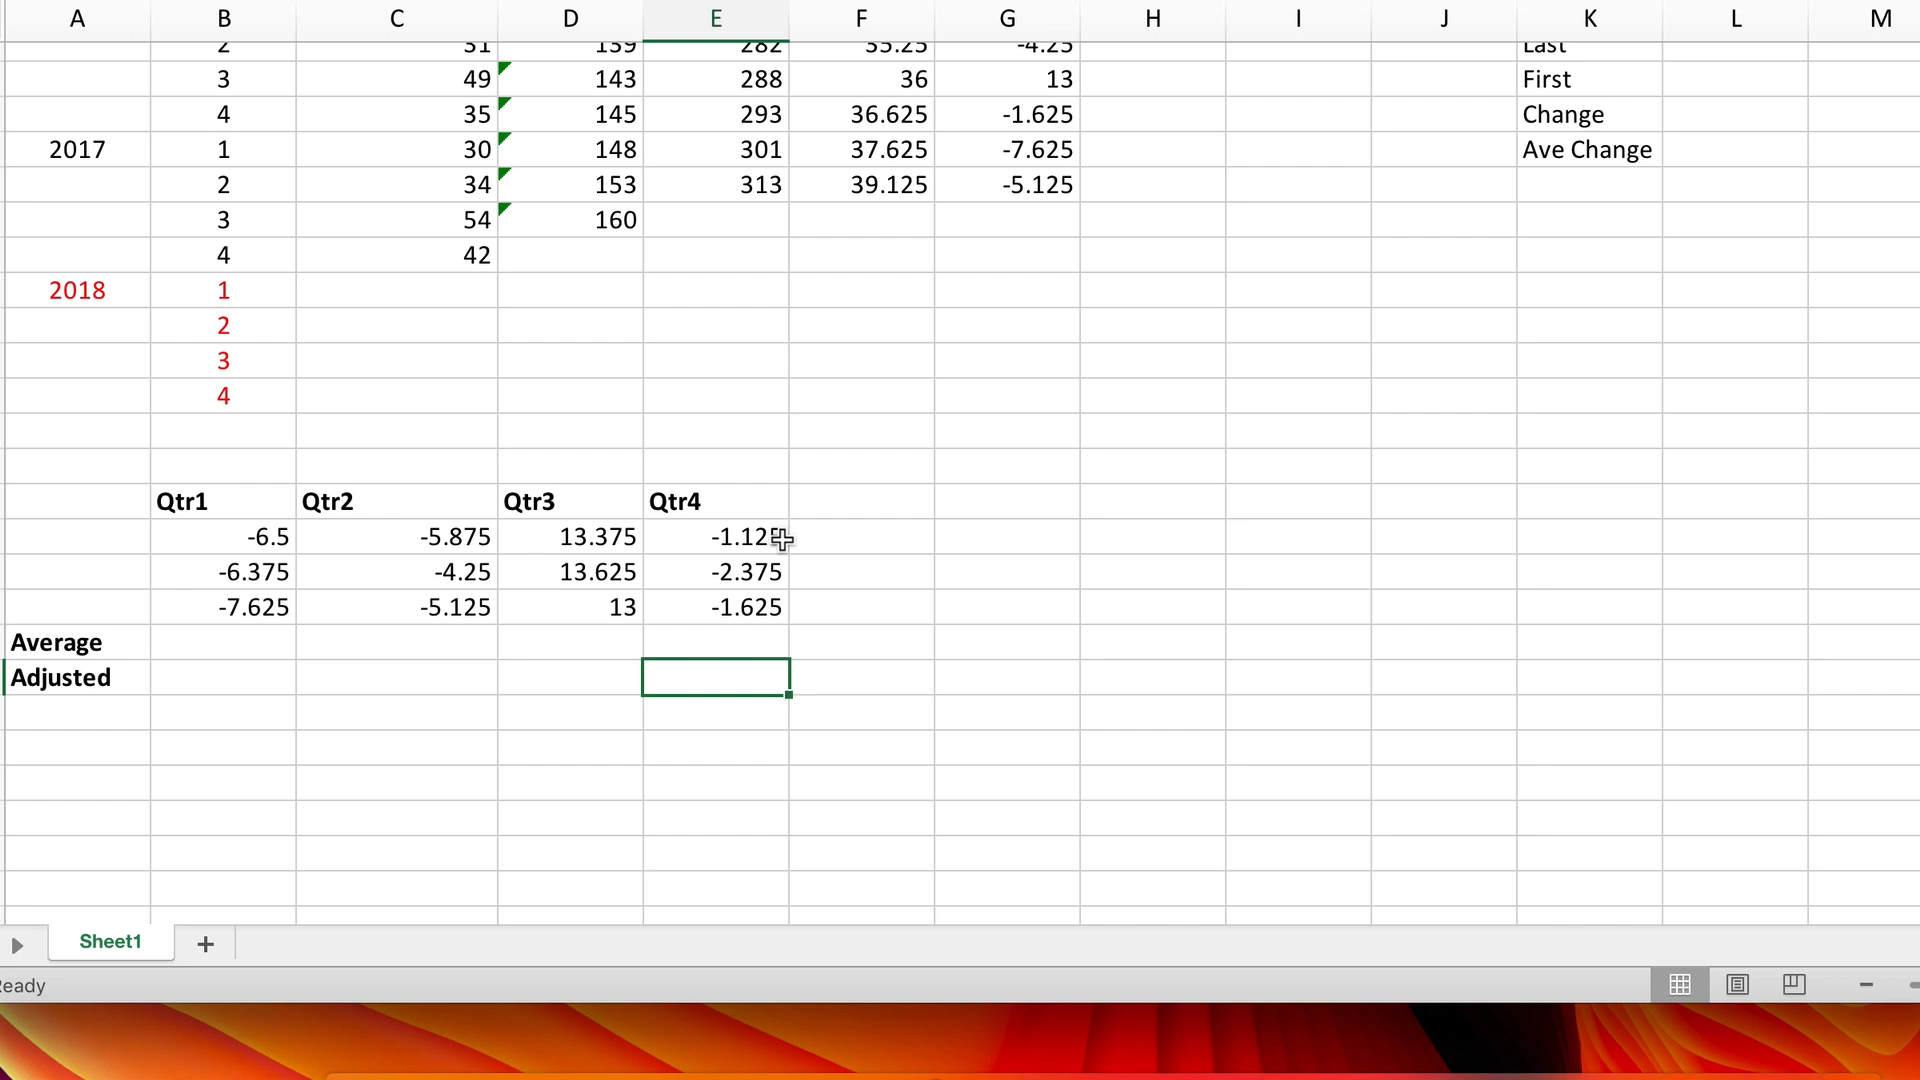 A B C D E F G H I J K L M
2 31 139 282 35.25 -4.25 Last
3 49 143 288 36 13 First
4 35 145 293 36.625 -1.625 Change
2017 1 30 148 301 37.625 -7.625 Ave Change
2 34 153 313 39.125 -5.125
3 54 160
4 42
2018 1
2
3
4
Qtr1 Qtr2 Qtr3 Qtr4
-6.5 -5.875 13.375 -1.125
-6.375 -4.25 13.625 -2.375
-7.625 -5.125 13 -1.625
Average
Adjusted
Sheet1 +
eady